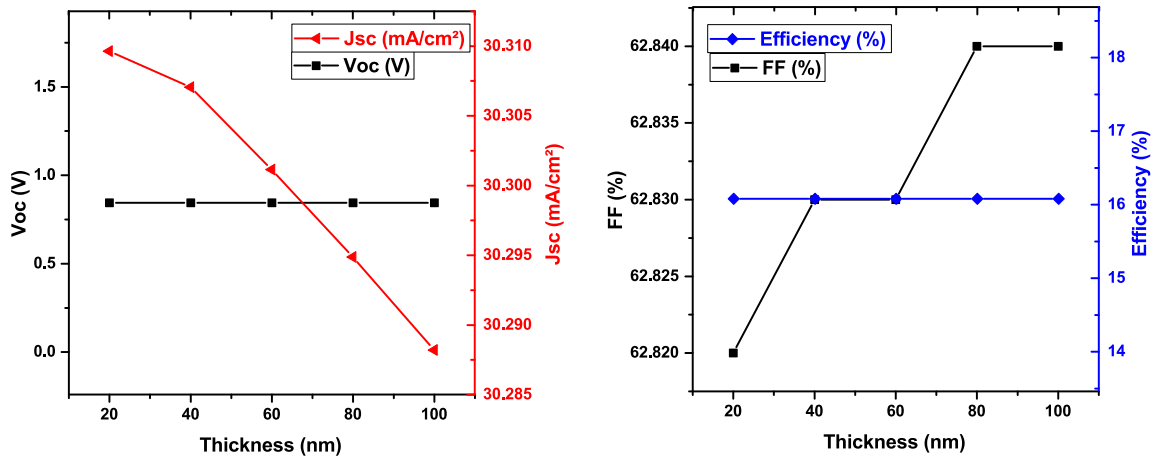 Jsc (mA/cm²)
Voc (V)
1.5
1.0
0.5
0.0
Voc (V)
30.310
30.305
30.300
30.295
30.290
30.285
Jsc (mA/cm²)
20 40 60 80 100
Thickness (nm)
Efficiency (%)
FF (%)
62.840
62.835
62.830
62.825
62.820
FF (%)
18
17
16
15
14
Efficiency (%)
20 40 60 80 100
Thickness (nm)